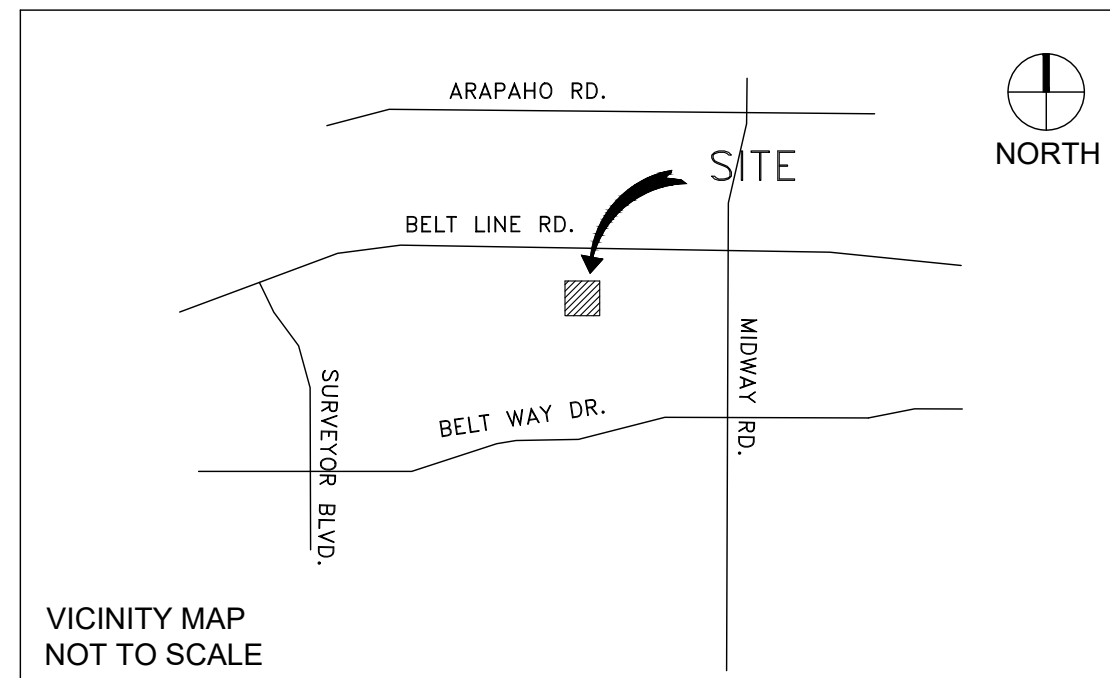 ARAPAHO RD.
NORTH
SITE
BELT LINE RD.
MIDWAY RD.
SURVEYOR BLVD.
BELT WAY DR.
VICINITY MAP
NOT TO SCALE